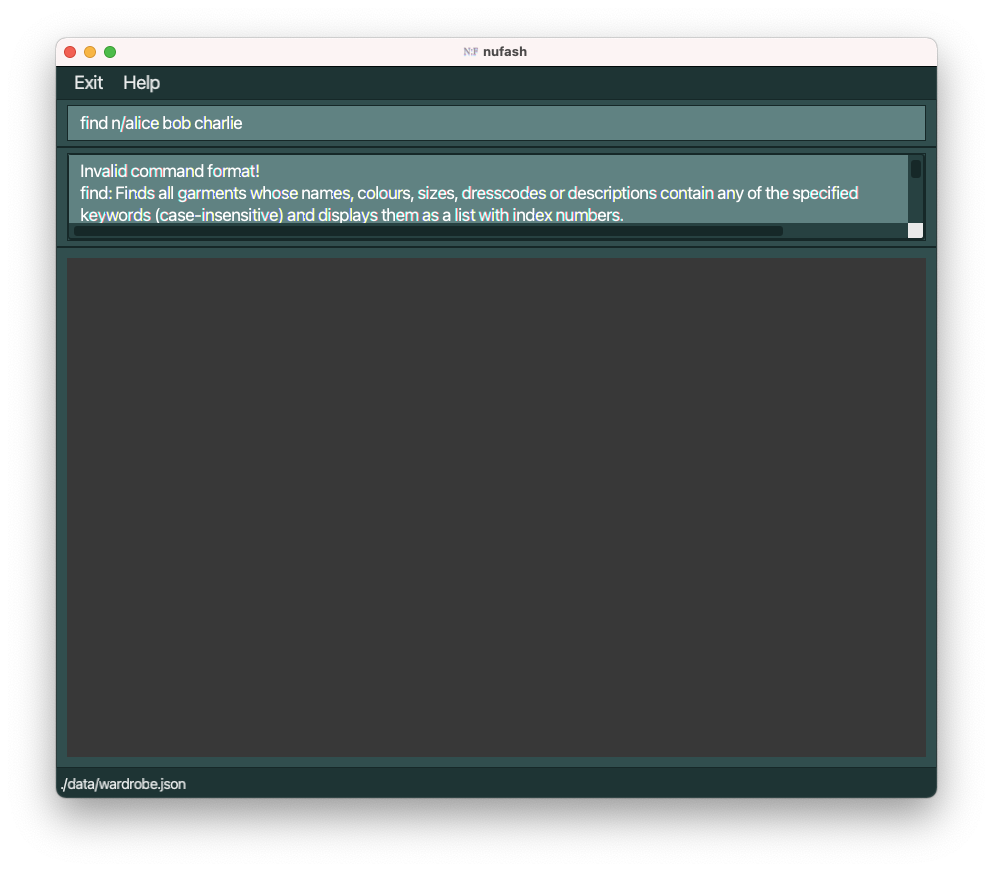 N:F nufash
Exit Help
find n/alice bob charlie
Invalid command format!
find: Finds all garments whose names, colours, sizes, dresscodes or descriptions contain any of the specified
keywords (case-insensitive) and displays them as a list with index numbers.
./data/wardrobe.json